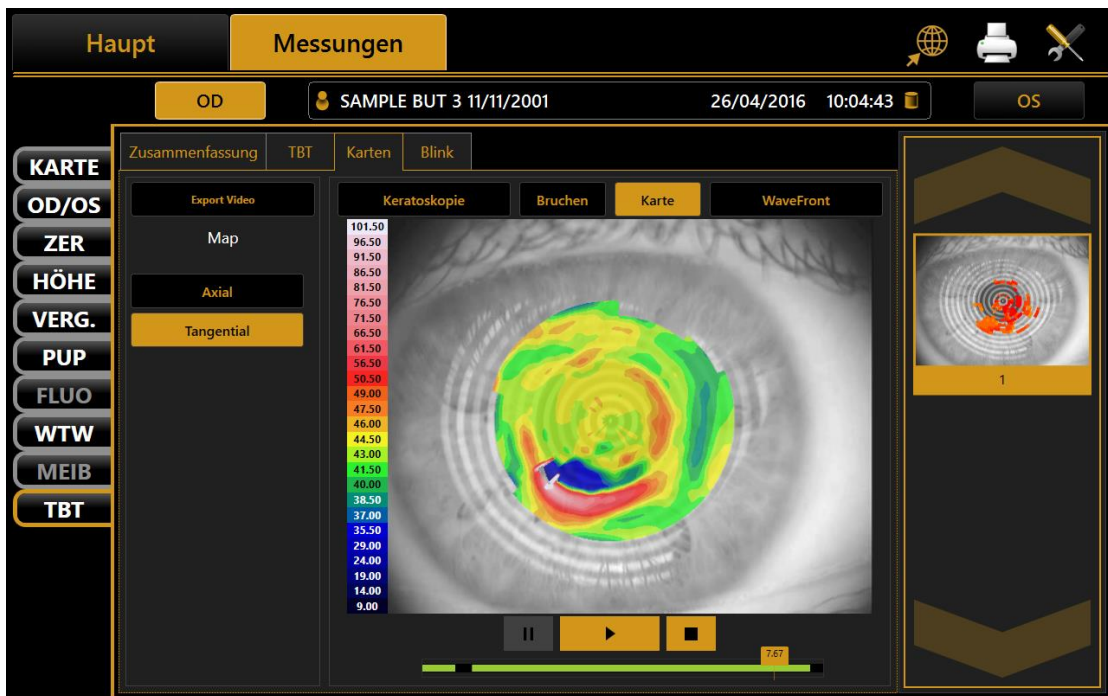 Haupt
Messungen
OD
SAMPLE BUT 3 11/11/2001
26/04/2016 10:04:43
OS
KARTE
OD/OS
ZER
HÖHE
VERG.
PUP
FLUO
WTW
MEIB
TBT
Zusammenfassung
TBT
Karten
Blink
Export Video
Map
Axial
Tangential
Keratoskopie
Bruchen
Karte
WaveFront
101.50
96.50
91.50
86.50
81.50
76.50
71.50
66.50
61.50
56.50
50.50
49.00
47.50
46.00
44.50
43.00
41.50
40.00
38.50
37.00
35.50
29.00
24.00
19.00
14.00
9.00
7.67
1